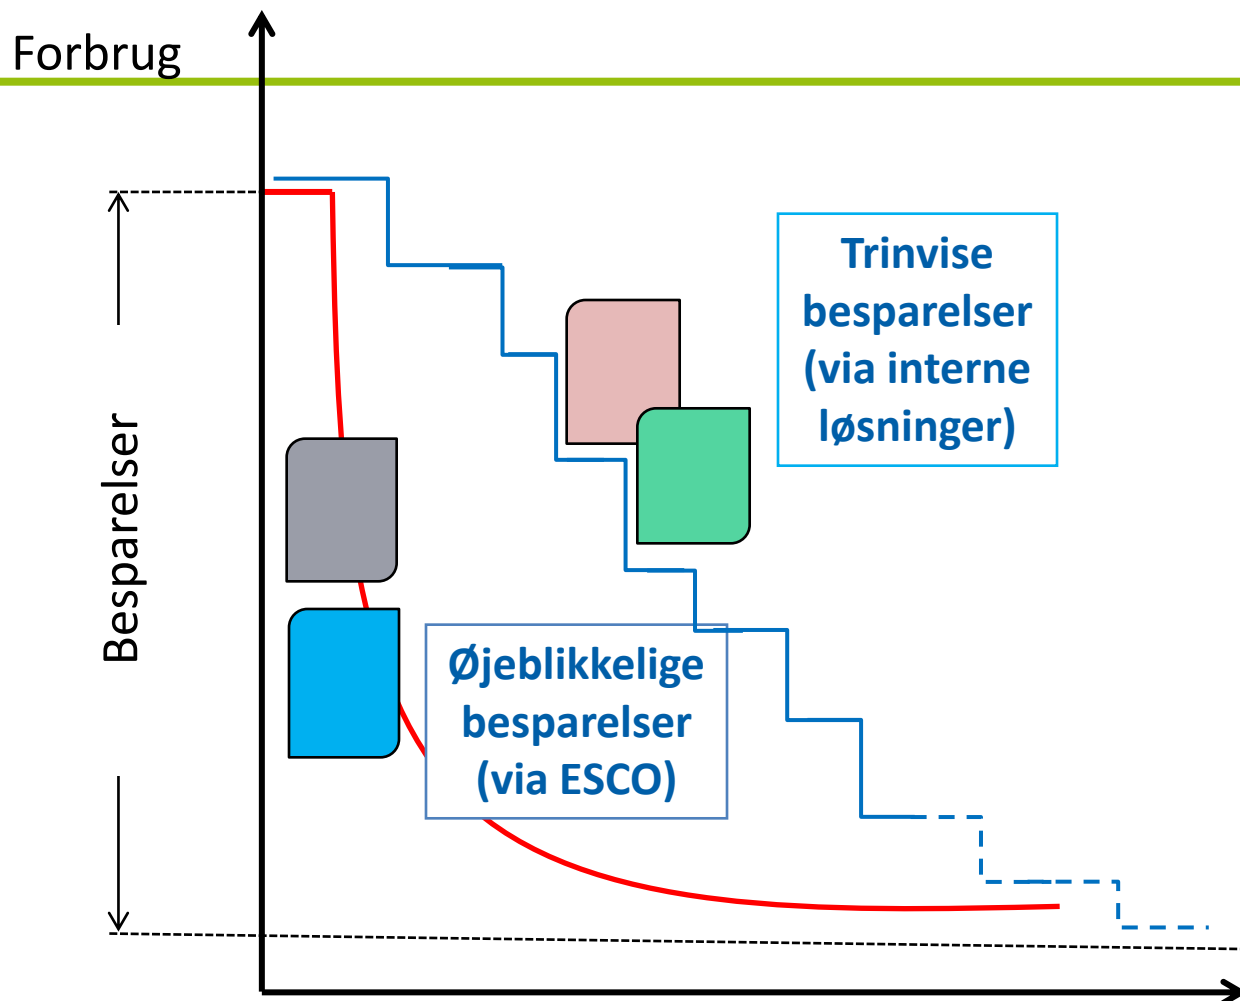 Forbrug
Trinvise
besparelser
(via interne
løsninger)
Besparelser
Øjeblikkelige
besparelser
(via ESCO)